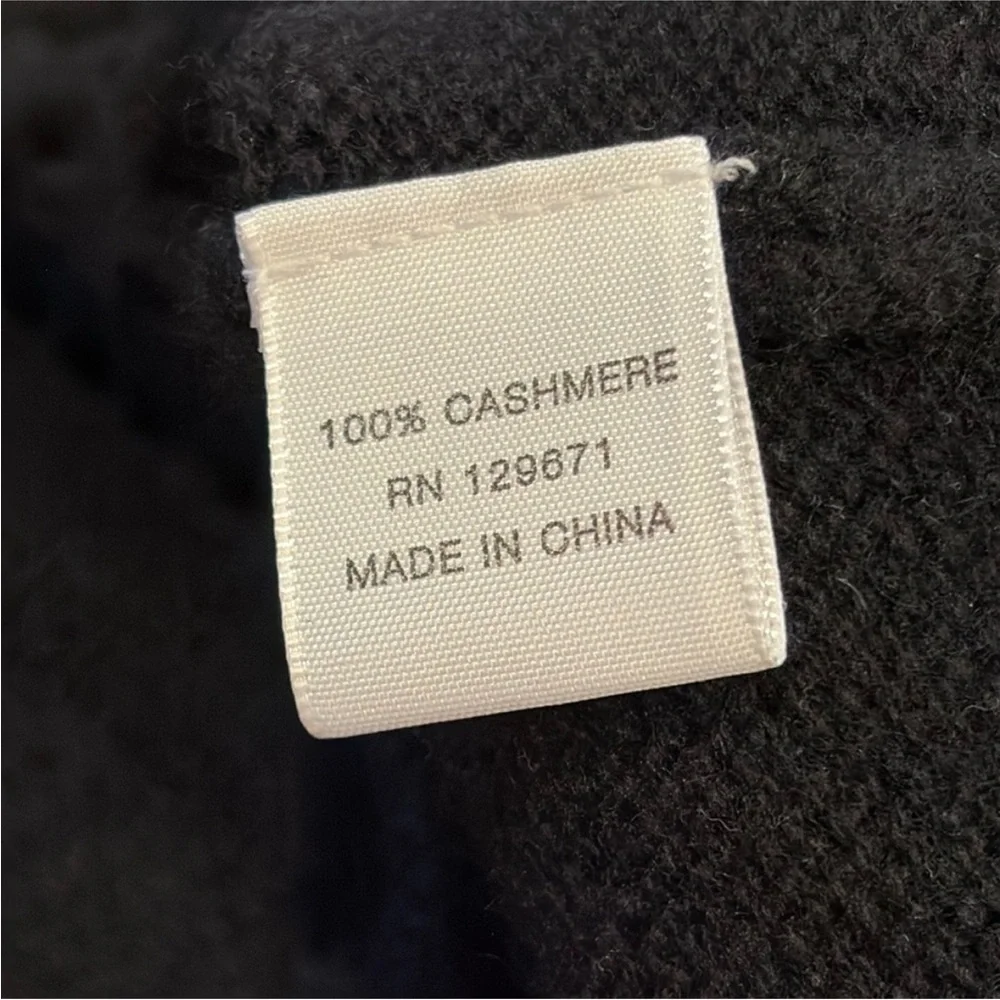 100% CASHMERE
RN 129671
MADE IN CHINA